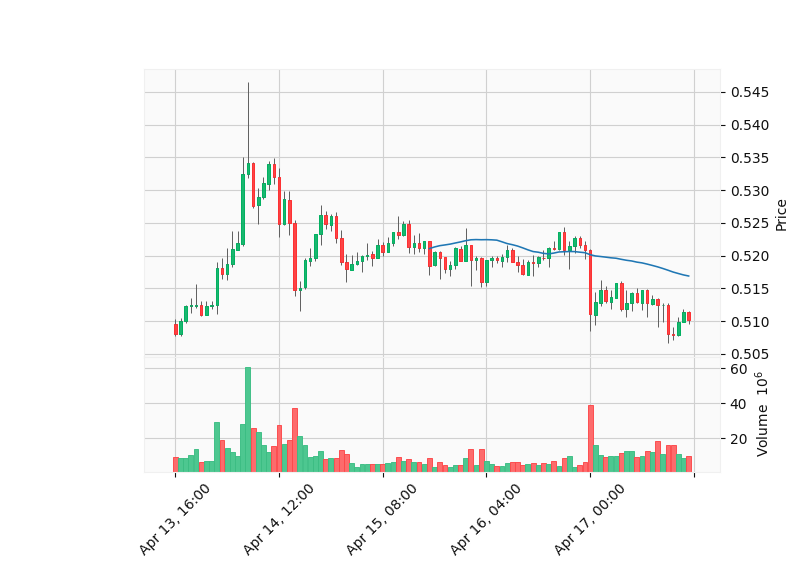 0.545
0.540
0.535
0.530
0.525
0.520
0.515
0.510
0.505
Price
60
40
20
Volume 10⁶
Apr 13, 16:00
Apr 14, 12:00
Apr 15, 08:00
Apr 16, 04:00
Apr 17, 00:00